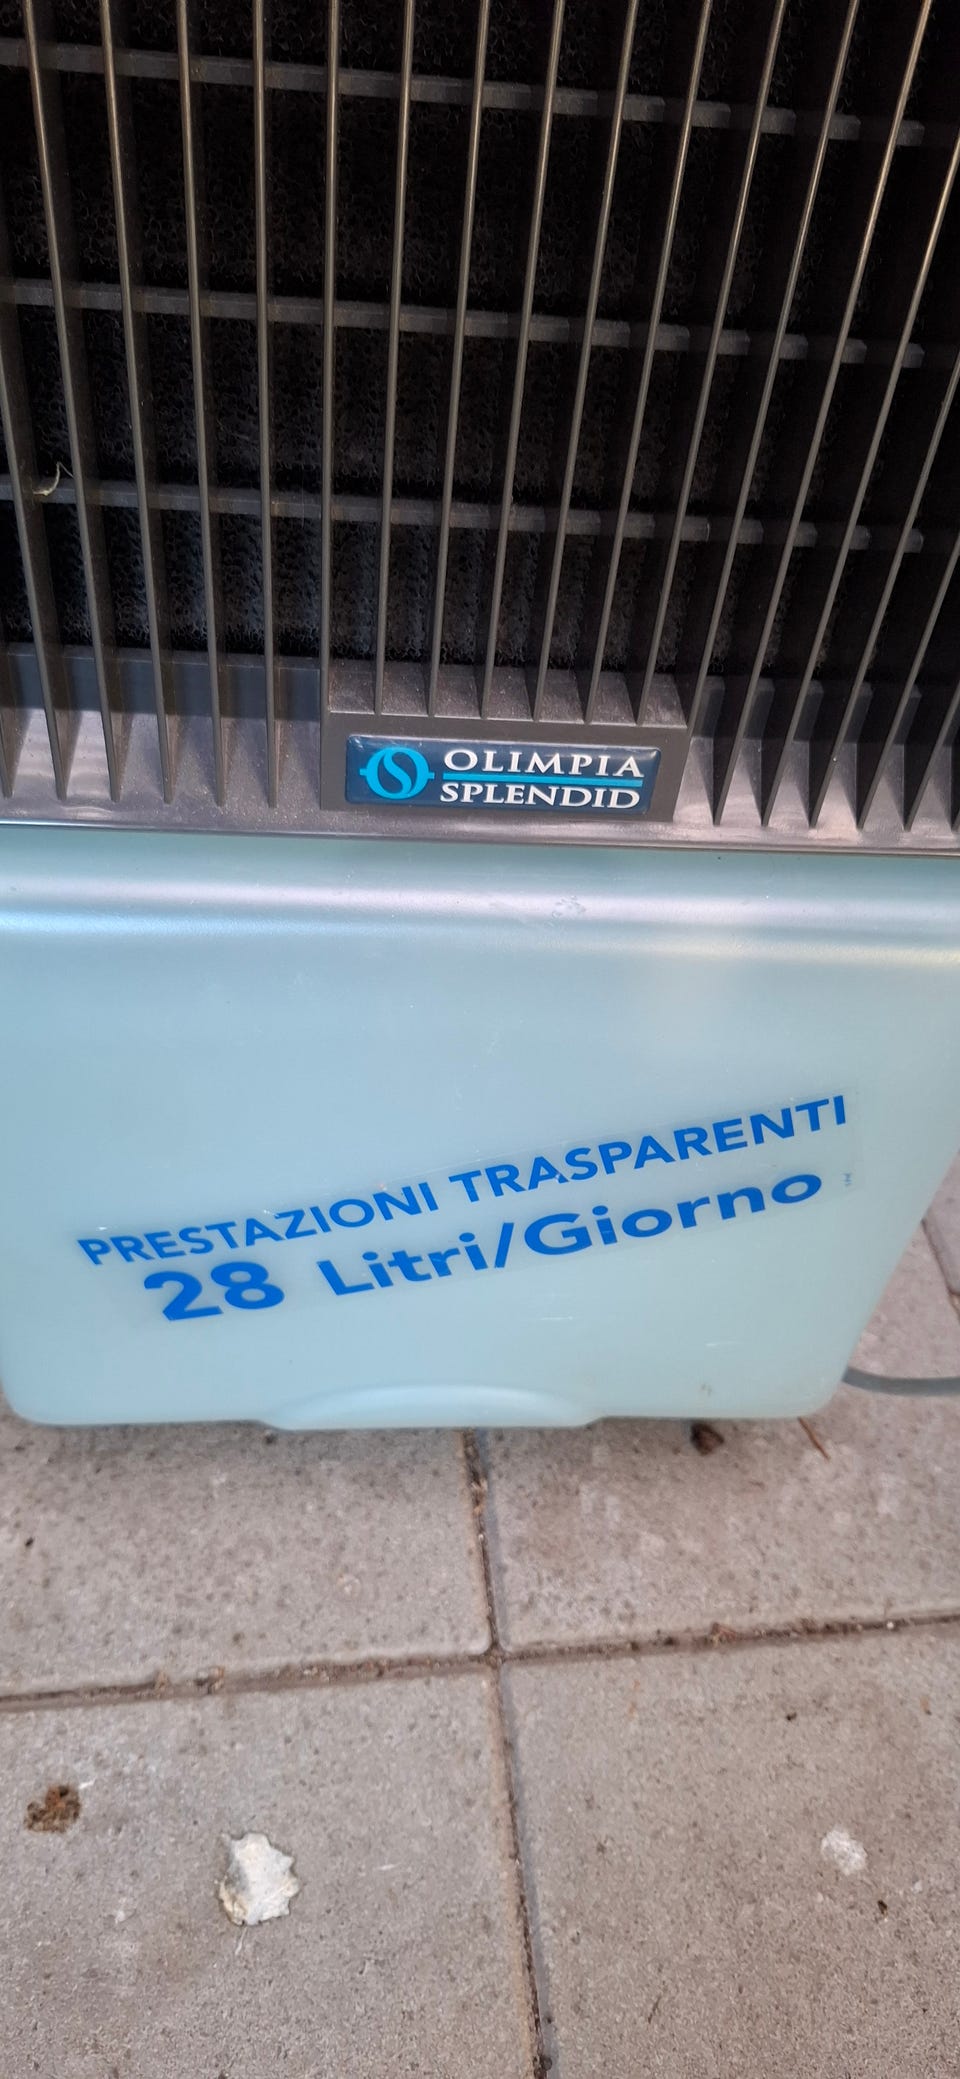 OLIMPIA
SPLENDID
PRESTAZIONI TRASPARENTI
28 Litri/Giorno